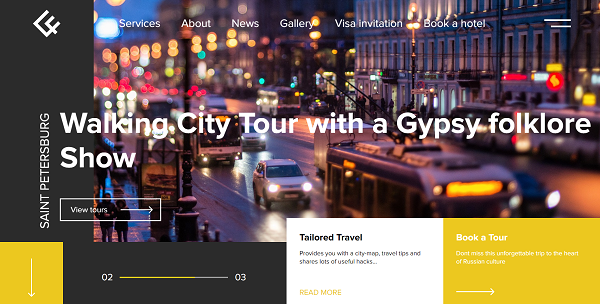 Services About News Gallery Visa invitation Book a hotel
SAINT PETERSBURG
Walking City Tour with a Gypsy folklore
Show
View tours
02 03
Tailored Travel
Provides you with a city-map, travel tips and
shares lots of useful hacks...
READ MORE
Book a Tour
Dont miss this unforgettable trip to the heart
of Russian culture